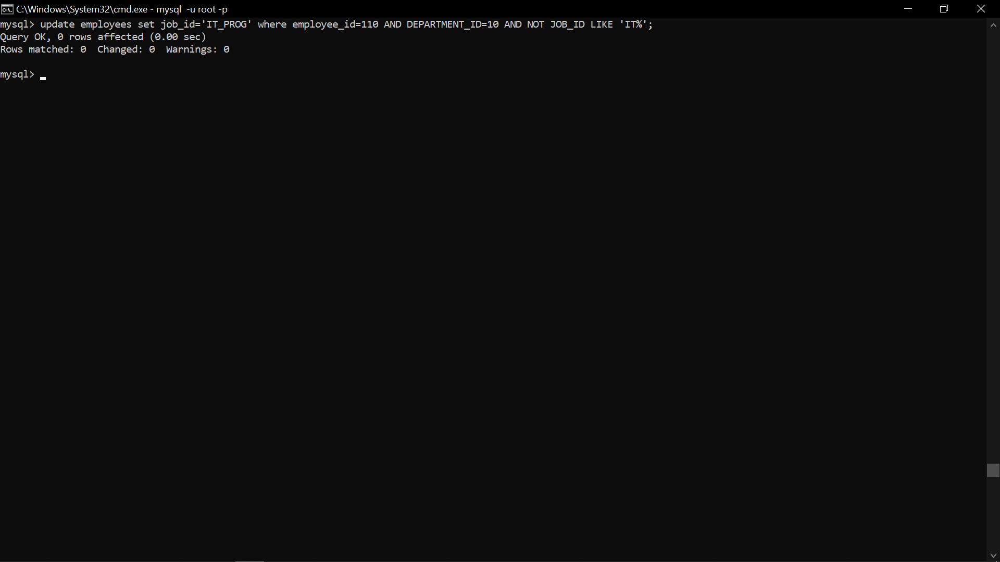 C:\Windows\System32\cmd.exe - mysql  -u root -p
mysql> update employees set job_id='IT_PROG' where employee_id=110 AND DEPARTMENT_ID=10 AND NOT JOB_ID LIKE 'IT%';
Query OK, 0 rows affected (0.00 sec)
Rows matched: 0  Changed: 0  Warnings: 0
mysql>